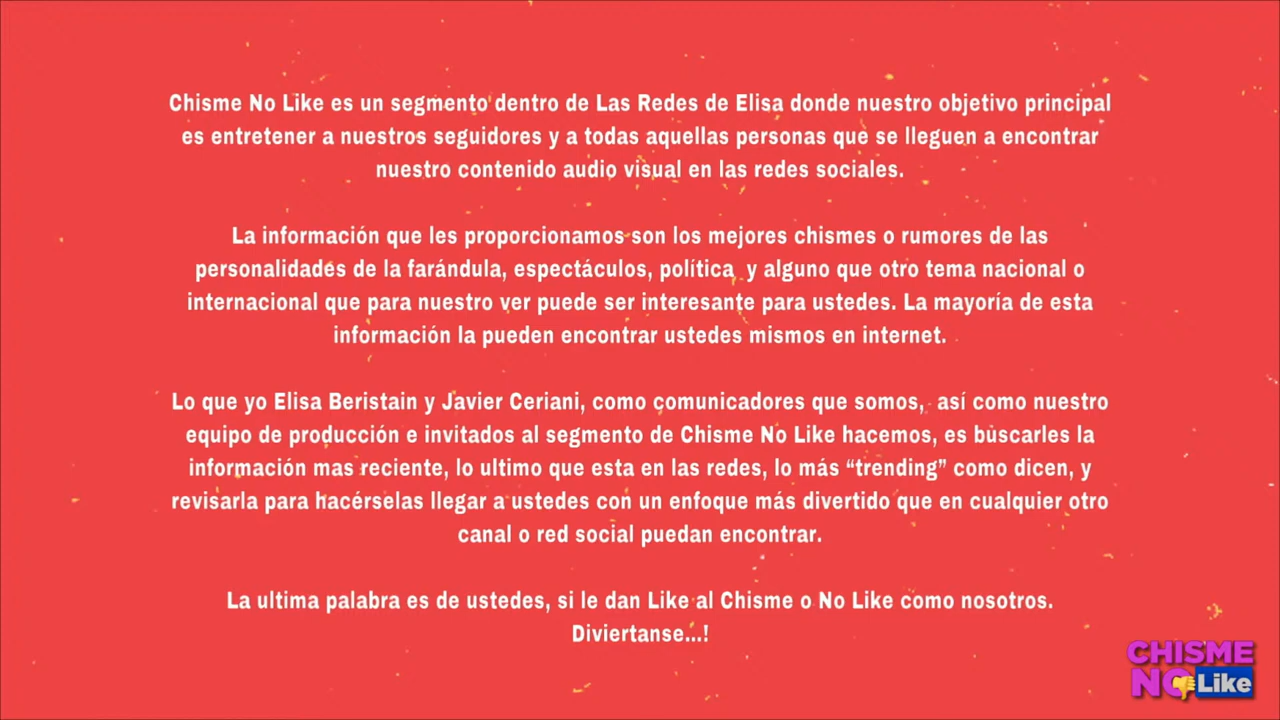 Chisme No Like es un segmento dentro de Las Redes de Elisa donde nuestro objetivo principal
es entretener a nuestros seguidores y a todas aquellas personas que se lleguen a encontrar
nuestro contenido audio visual en las redes sociales.
La información que les proporcionamos son los mejores chismes o rumores de las
personalidades de la farándula, espectáculos, política  y alguno que otro tema nacional o
internacional que para nuestro ver puede ser interesante para ustedes. La mayoría de esta
información la pueden encontrar ustedes mismos en internet.
Lo que yo Elisa Beristain y Javier Ceriani, como comunicadores que somos,  así como nuestro
equipo de producción e invitados al segmento de Chisme No Like hacemos, es buscarles la
información mas reciente, lo ultimo que esta en las redes, lo más “trending” como dicen, y
revisarla para hacérselas llegar a ustedes con un enfoque más divertido que en cualquier otro
canal o red social puedan encontrar.
La ultima palabra es de ustedes, si le dan Like al Chisme o No Like como nosotros.
Diviertanse...!
CHISME
NO Like